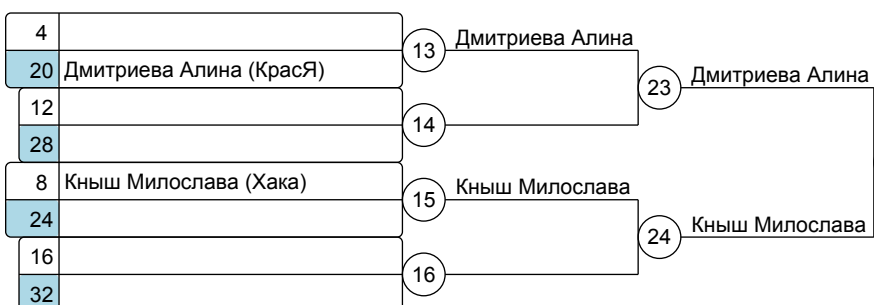 4
13 Дмитриева Алина
20 Дмитриева Алина (КрасЯ)
23 Дмитриева Алина
12
14
28
8 Кныш Милослава (Хака)
15 Кныш Милослава
24
24 Кныш Милослава
16
16
32